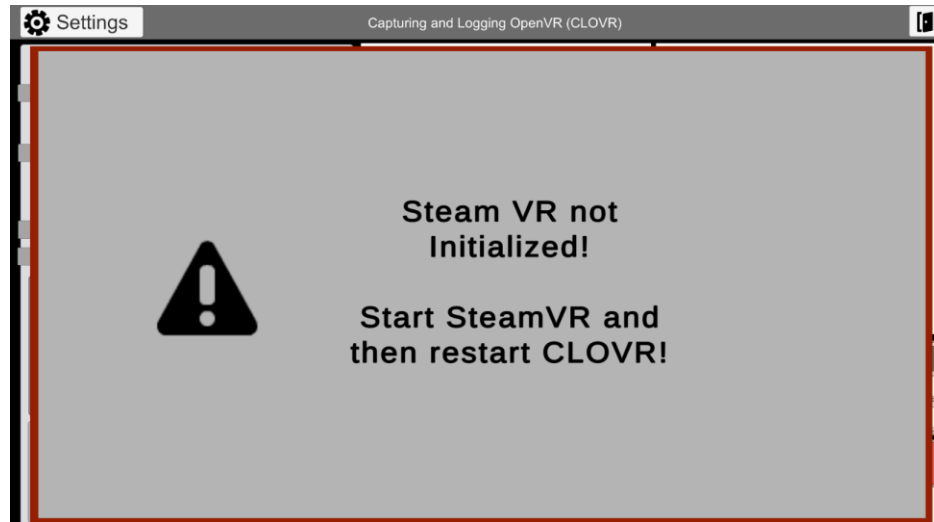 Settings
Capturing and Logging OpenVR (CLOVR)
Steam VR not
Initialized!
Start SteamVR and
then restart CLOVR!